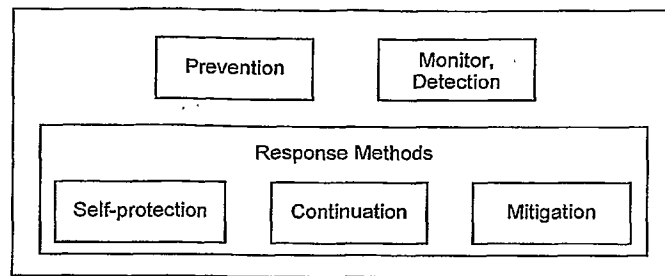 Prevention
Monitor,
Detection
Response Methods
Self-protection
Continuation
Mitigation